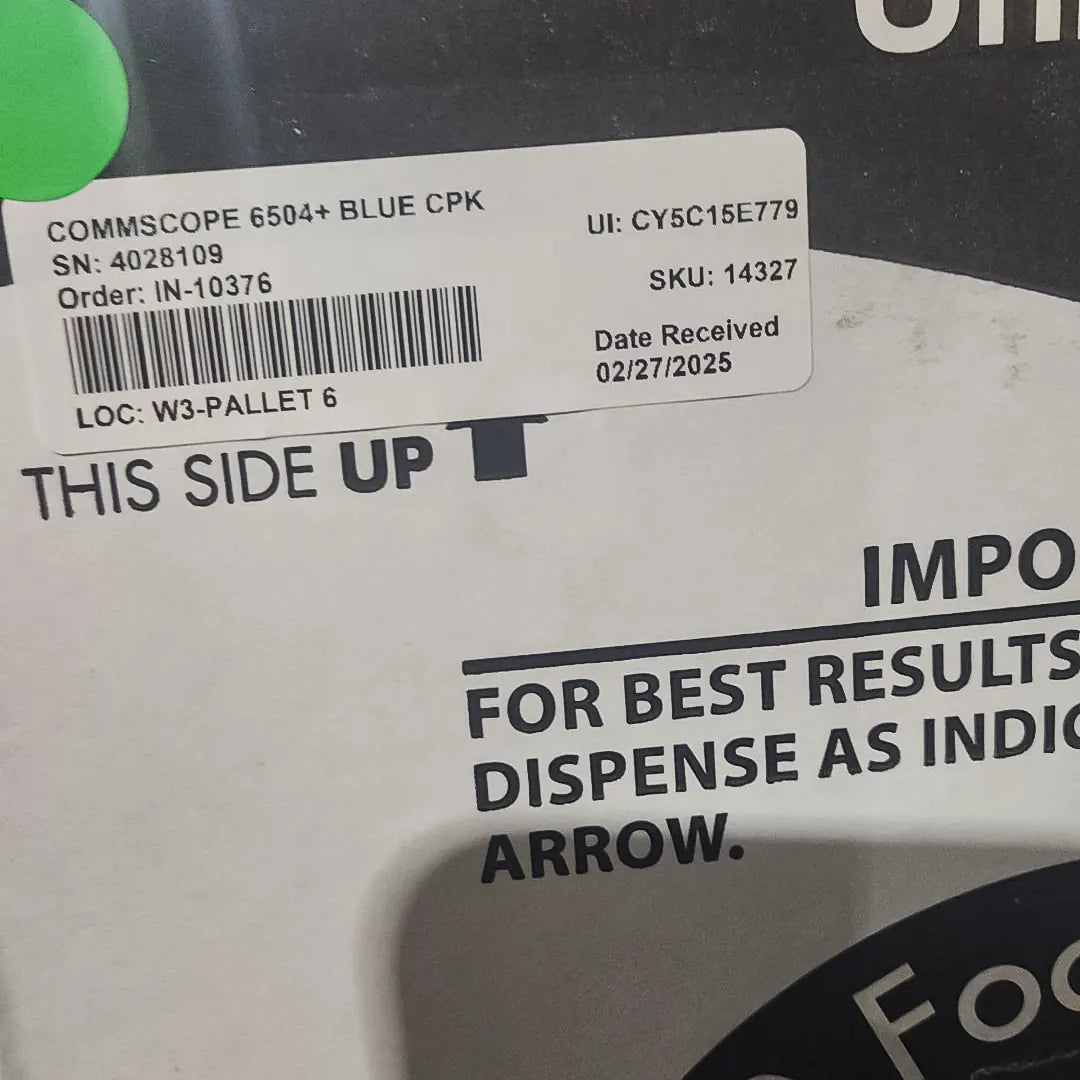 COMMSCOPE 6504+ BLUE CPK
UI: CY5C15E779
SN: 4028109
SKU: 14327
Order: IN-10376
Date Received
02/27/2025
LOC: W3-PALLET 6
THIS SIDE UP
IMPO
FOR BEST RESULTS
DISPENSE AS INDIC
ARROW.